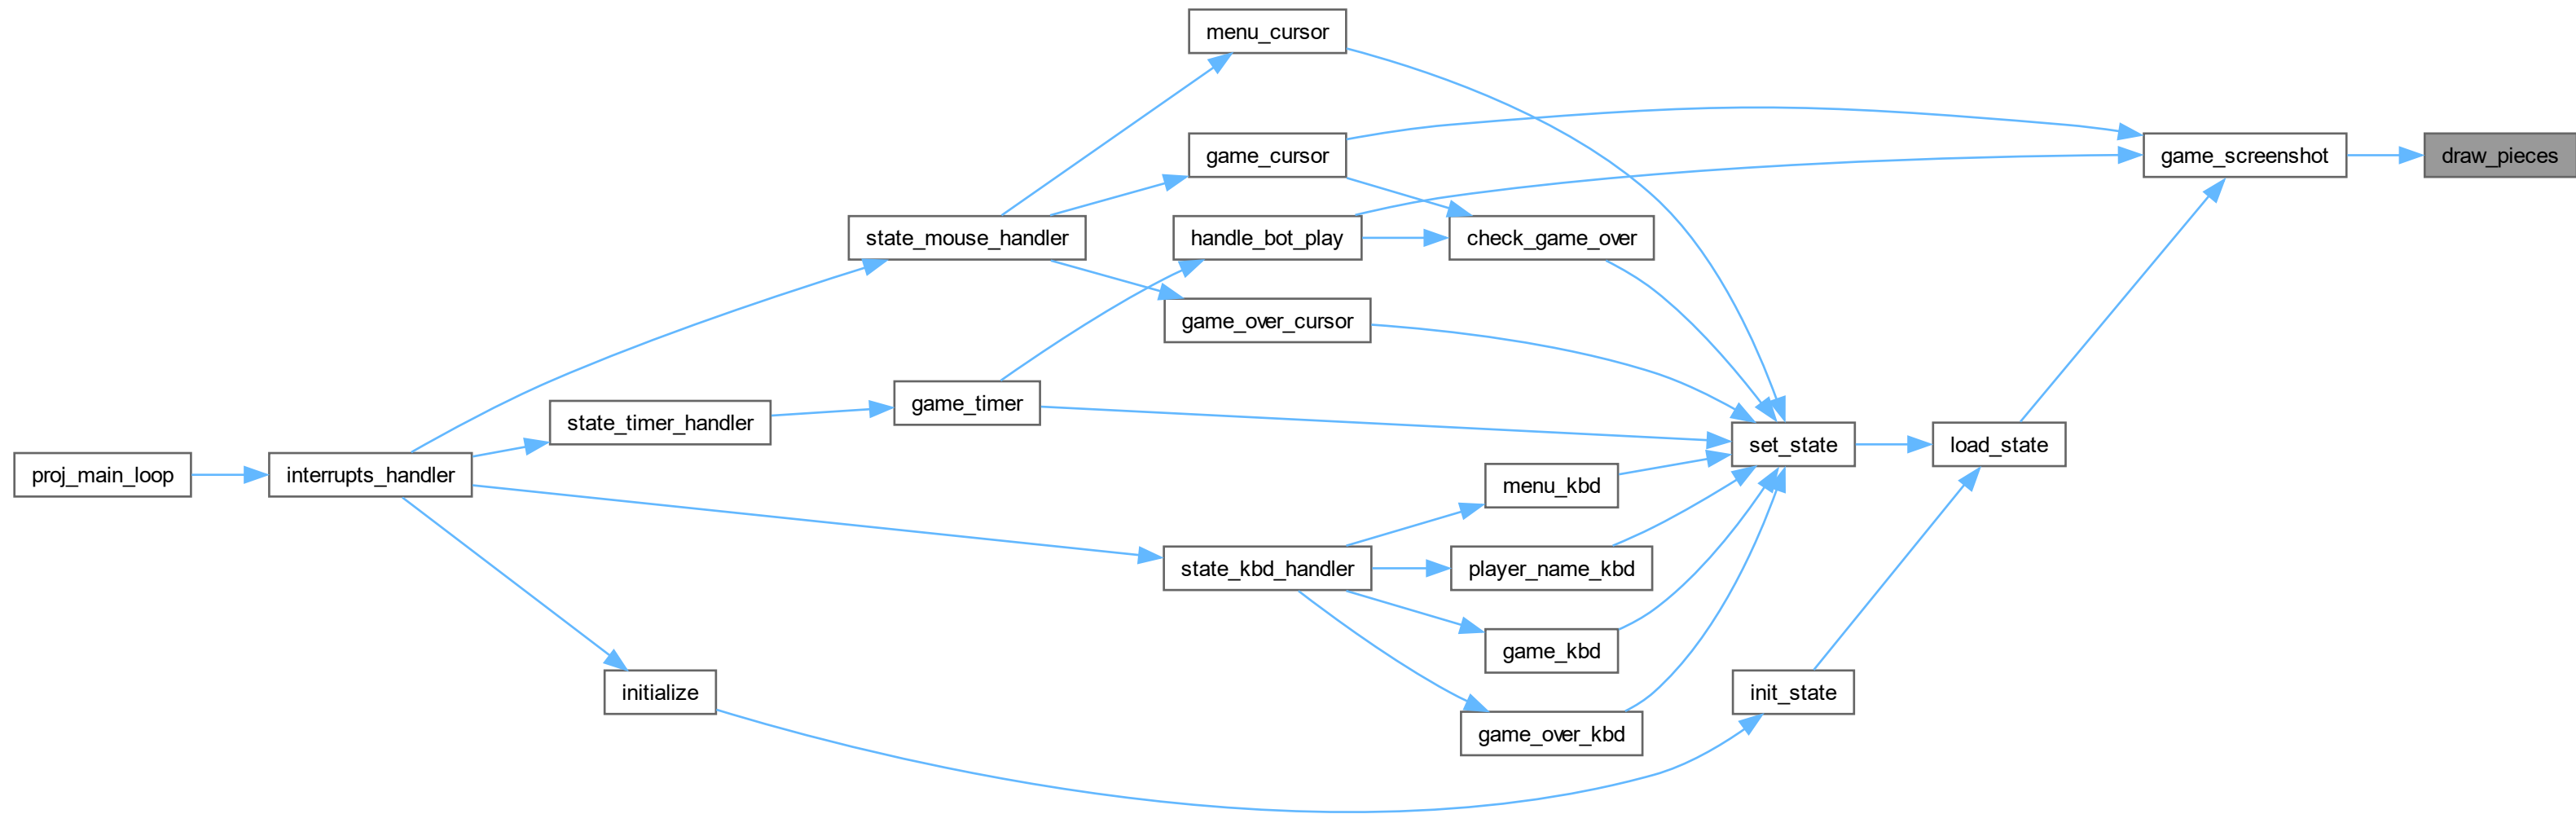 menu_cursor
game_cursor
game_screenshot
draw_pieces
state_mouse_handler
handle_bot_play
check_game_over
game_over_cursor
game_timer
state_timer_handler
set_state
load_state
proj_main_loop
interrupts_handler
menu_kbd
state_kbd_handler
player_name_kbd
game_kbd
initialize
init_state
game_over_kbd